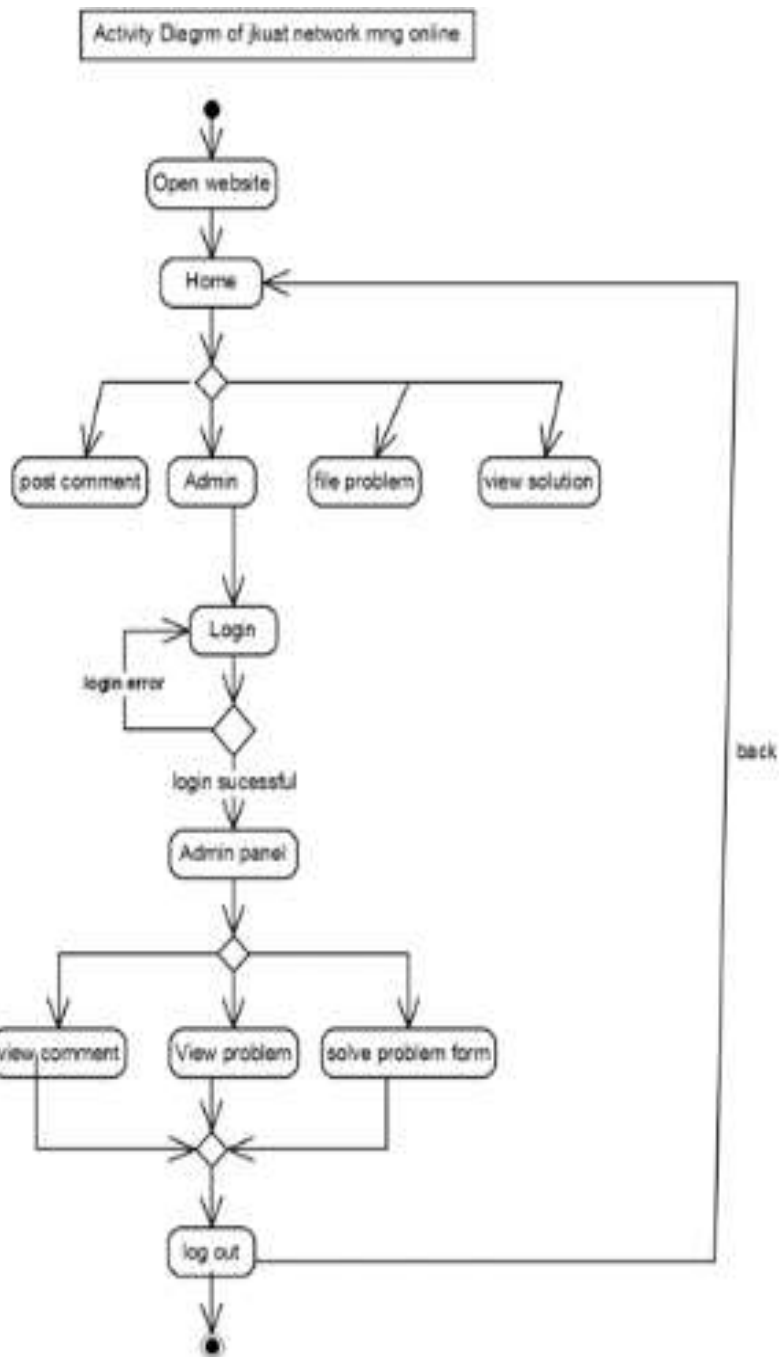 Activity Diagrm of jkuat network mng online
Open website
Home
post comment
Admin
file problem
view solution
Login
login error
login sucessful
back
Admin panel
view comment
View problem
solve problem form
log out